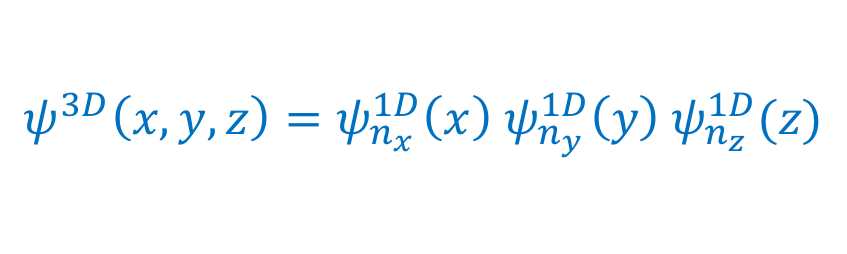 ψ^{3D}(x, y, z) = ψ^{1D}_{n_x}(x) ψ^{1D}_{n_y}(y) ψ^{1D}_{n_z}(z)